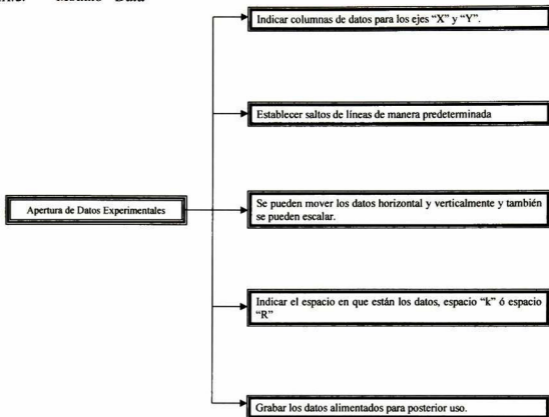 Indicar columnas de datos para los ejes “X” y “Y”.
Establecer saltos de líneas de manera predeterminada
Apertura de Datos Experimentales
Se pueden mover los datos horizontal y verticalmente y también
se pueden escalar.
Indicar el espacio en que están los datos, espacio “k” ó espacio
“R”
Grabar los datos alimentados para posterior uso.